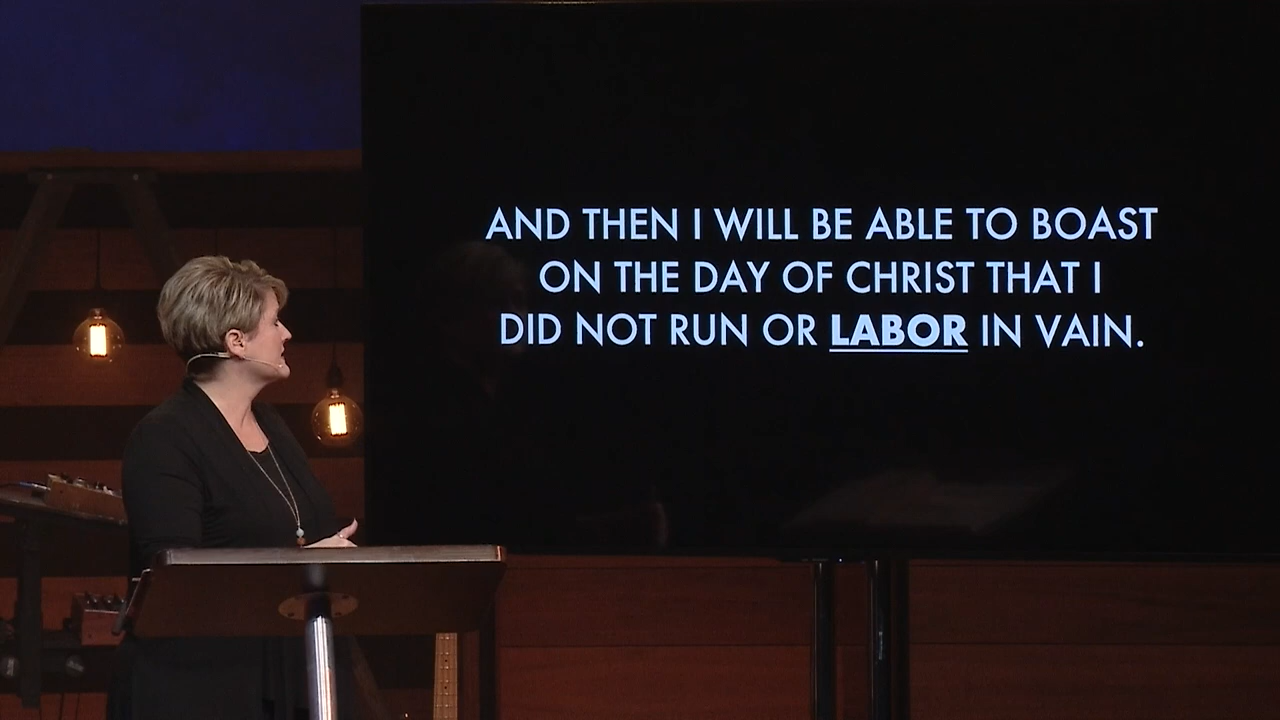 AND THEN I WILL BE ABLE TO BOAST
ON THE DAY OF CHRIST THAT I
DID NOT RUN OR LABOR IN VAIN.